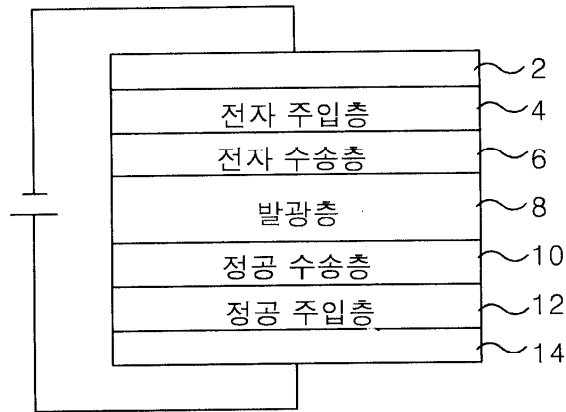 2
전자 주입층 4
전자 수송층 6
발광층 8
정공 수송층 10
정공 주입층 12
14